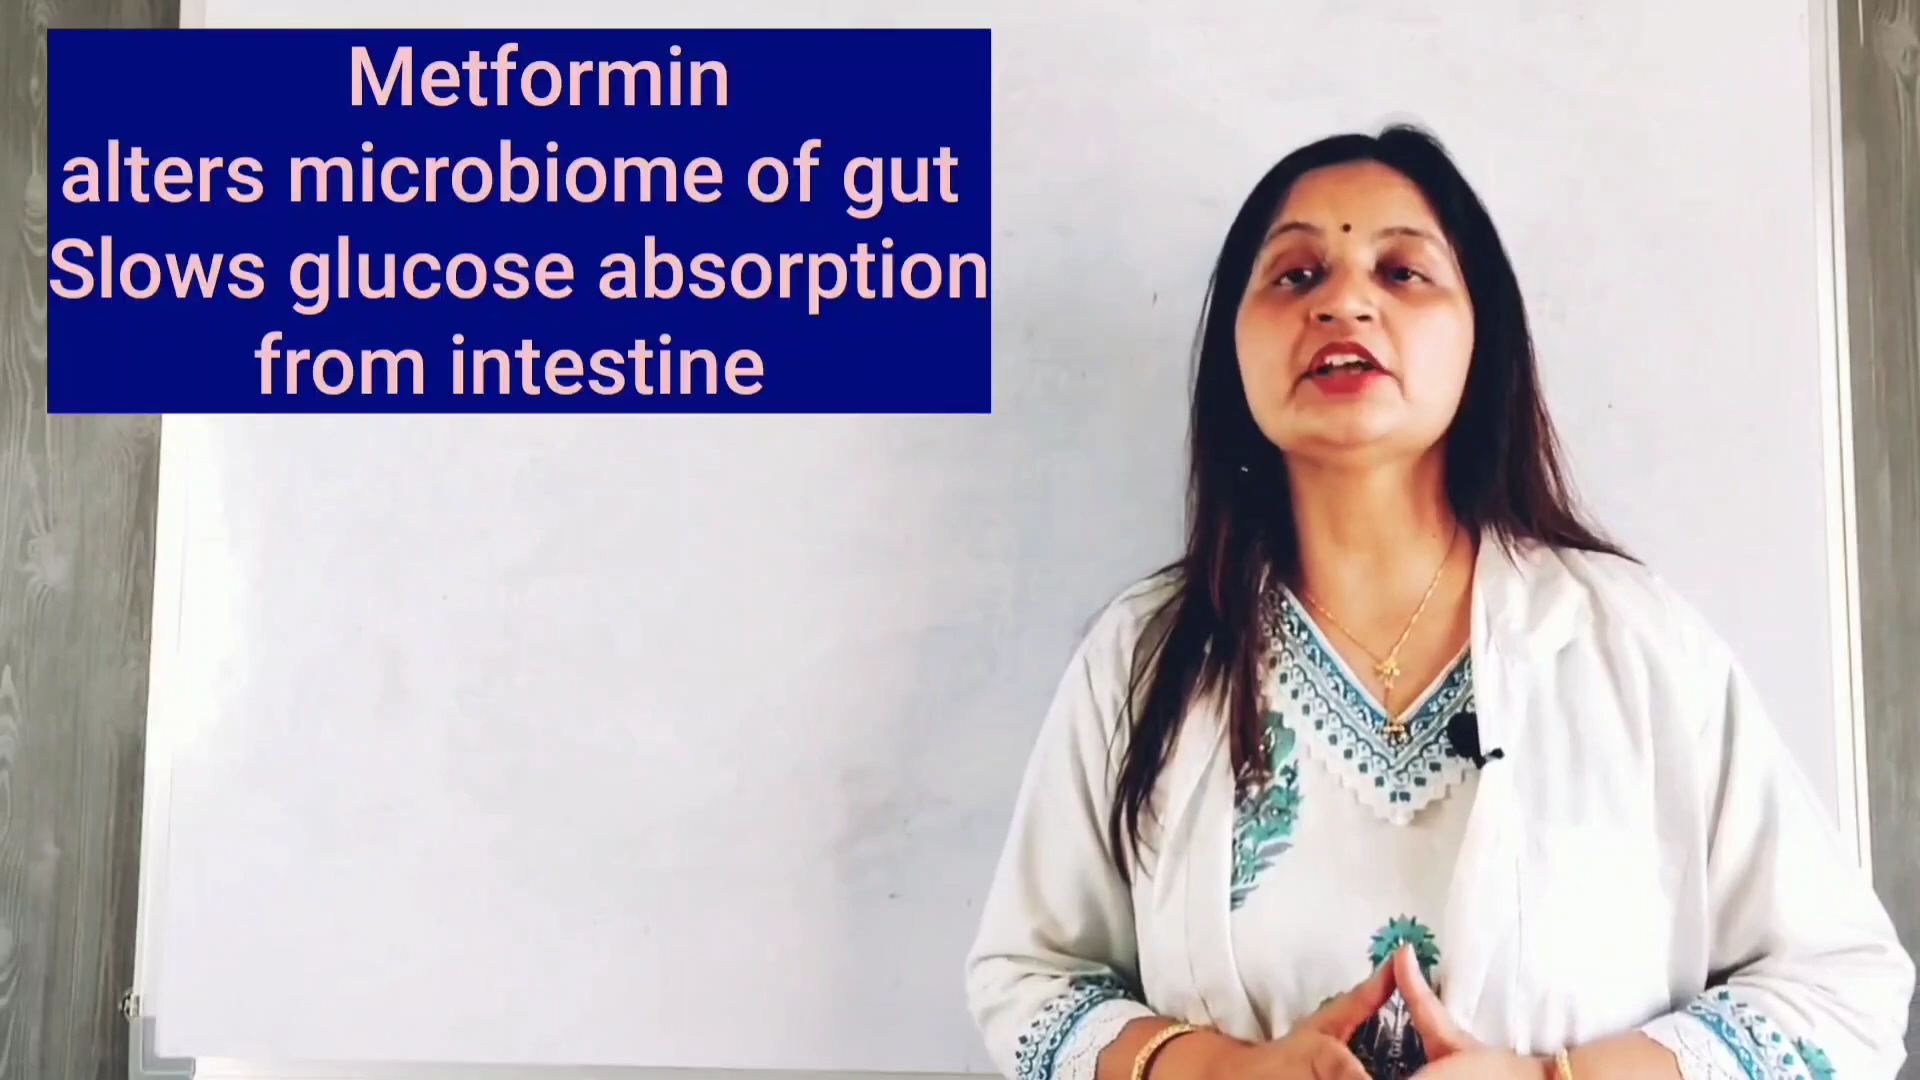 Metformin
alters microbiome of gut
Slows glucose absorption
from intestine